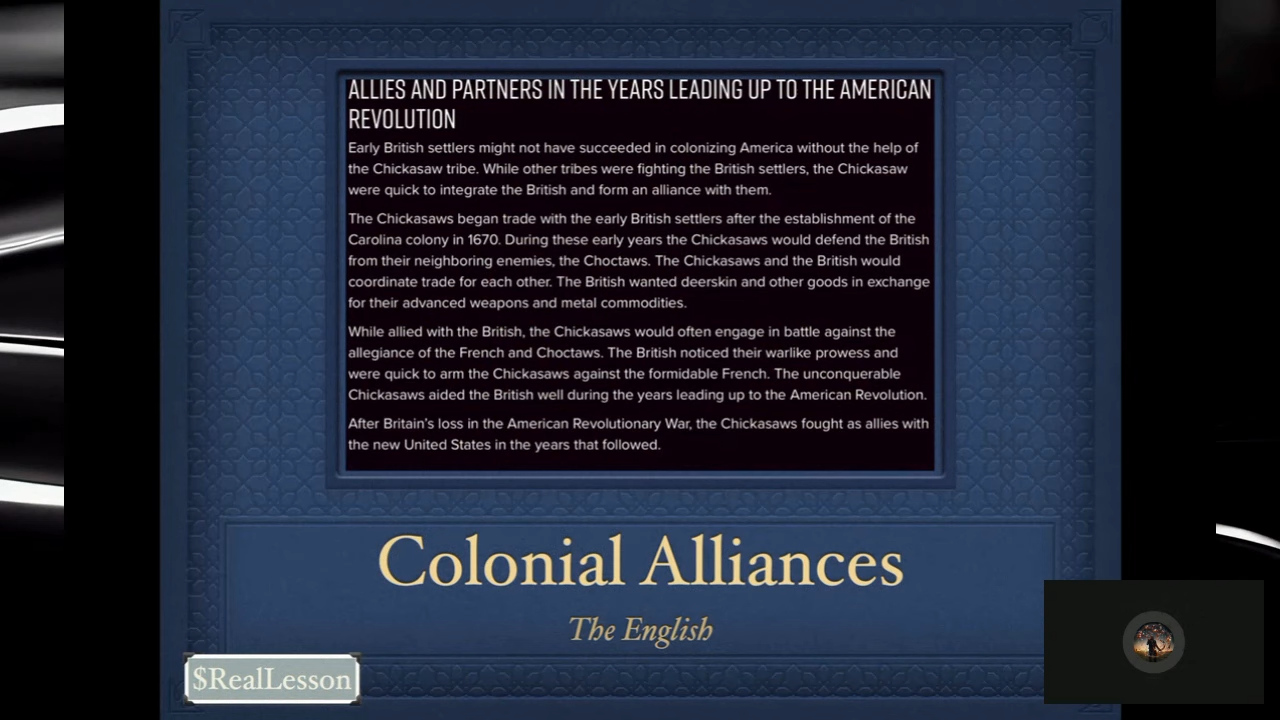 ALLIES AND PARTNERS IN THE YEARS LEADING UP TO THE AMERICAN
REVOLUTION
Early British settlers might not have succeeded in colonizing America without the help of
the Chickasaw tribe. While other tribes were fighting the British settlers, the Chickasaw
were quick to integrate the British and form an alliance with them.
The Chickasaws began trade with the early British settlers after the establishment of the
Carolina colony in 1670. During these early years the Chickasaws would defend the British
from their neighboring enemies, the Choctaws. The Chickasaws and the British would
coordinate trade for each other. The British wanted deerskin and other goods in exchange
for their advanced weapons and metal commodities.
While allied with the British, the Chickasaws would often engage in battle against the
allegiance of the French and Choctaws. The British noticed their warlike prowess and
were quick to arm the Chickasaws against the formidable French. The unconquerable
Chickasaws aided the British well during the years leading up to the American Revolution.
After Britain's loss in the American Revolutionary War, the Chickasaws fought as allies with
the new United States in the years that followed.
Colonial Alliances
The English
$RealLesson